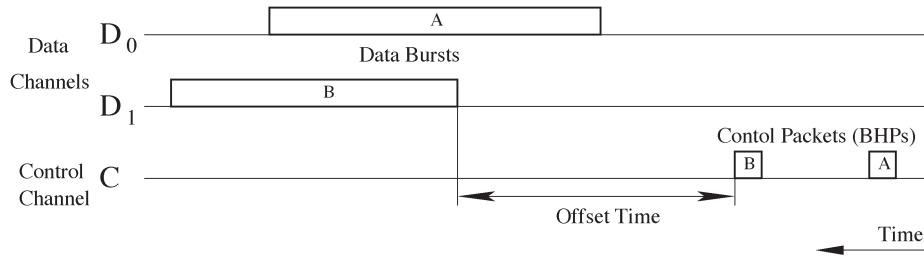 A
D0
Data
Channels
Data Bursts
B
D1
Contol Packets (BHPs)
B
A
Control
Channel
C
Offset Time
Time